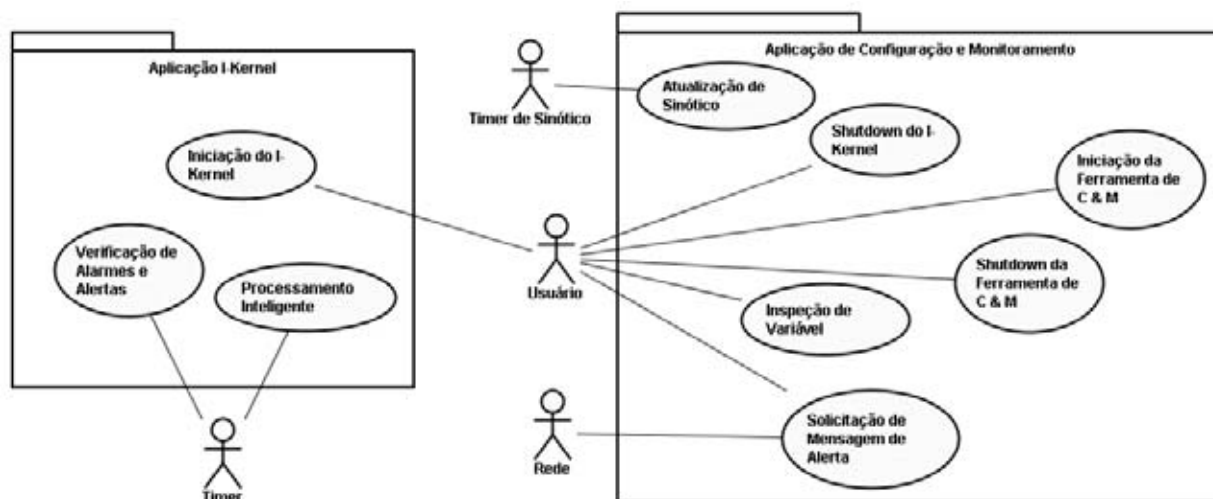 Aplicação I-Kernel
Iniciação do I-
Kernel
Verificação de
Alarmes e
Alertas
Processamento
Inteligente
Timer
Timer de Sinótico
Usuário
Rede
Aplicação de Configuração e Monitoramento
Atualização de
Sinótico
Shutdown do I-
Kernel
Iniciação da
Ferramenta de
C & M
Shutdown da
Ferramenta de
C & M
Inspeção de
Variável
Solicitação de
Mensagem de
Alerta